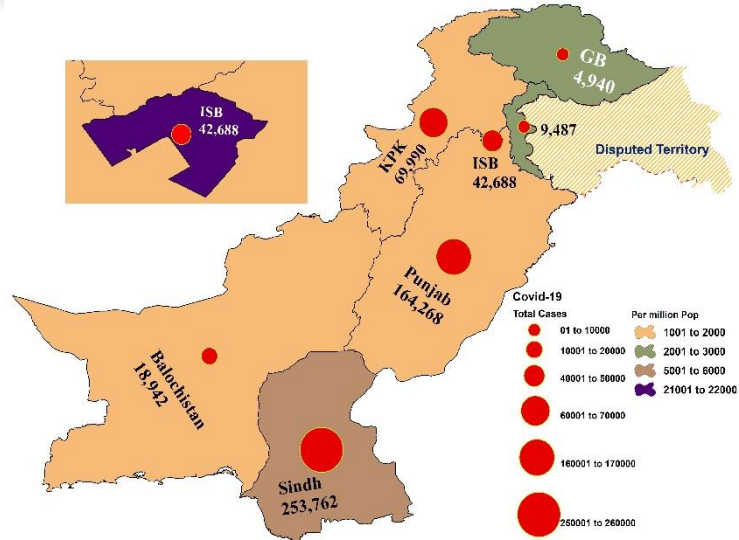 ISB
42,688
GB
4,940
9,487
Disputed Territory
KPK
69,990
ISB
42,688
Punjab
164,268
Balochistan
18,942
Sindh
253,762
Covid-19
Total Cases
01 to 10000
10001 to 20000
40001 to 50000
60001 to 70000
160001 to 170000
250001 to 260000
Per million Pop
1001 to 2000
2001 to 3000
5001 to 6000
21001 to 22000